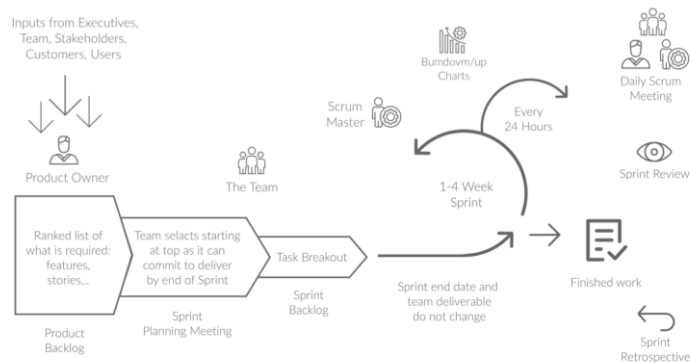 Inputs from Executives,
Team, Stakeholders,
Customers, Users
Product Owner
Ranked list of
what is required:
features,
stories...
Product
Backlog
The Team
Team selacts starting
at top as it can
commit to deliver
by end of Sprint
Sprint
Planning Meeting
Task Breakout
Sprint
Backlog
Scrum
Master
Bumdovm/up
Charts
1-4 Week
Sprint
Every
24 Hours
Sprint end date and
team deliverable
do not change
Daily Scrum
Meeting
Sprint Review
Finished work
Sprint
Retrospective